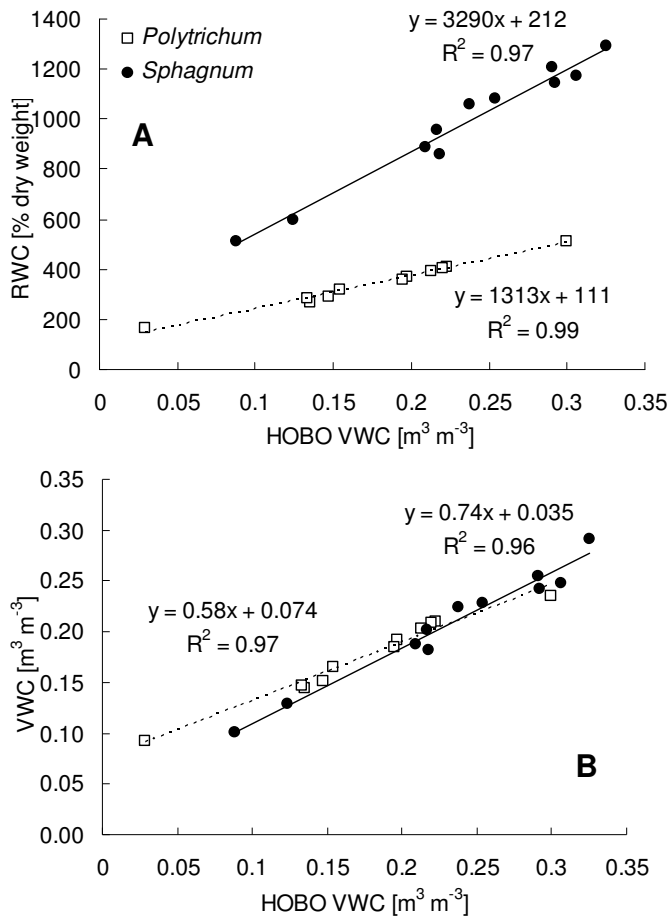 1400
Polytrichum
Sphagnum
y = 3290x + 212
R² = 0.97
1200
1000
800
600
400
200
0
A
RWC [% dry weight]
y = 1313x + 111
R² = 0.99
0 0.05 0.1 0.15 0.2 0.25 0.3 0.35
HOBO VWC [m³ m⁻³]
0.35
0.30
0.25
0.20
0.15
0.10
0.05
0.00
VWC [m³ m⁻³]
y = 0.74x + 0.035
R² = 0.96
y = 0.58x + 0.074
R² = 0.97
B
0 0.05 0.1 0.15 0.2 0.25 0.3 0.35
HOBO VWC [m³ m⁻³]